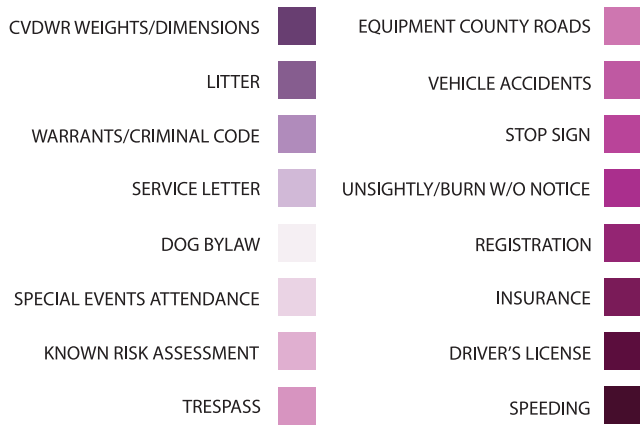 CVDWR WEIGHTS/DIMENSIONS
LITTER
WARRANTS/CRIMINAL CODE
SERVICE LETTER
DOG BYLAW
SPECIAL EVENTS ATTENDANCE
KNOWN RISK ASSESSMENT
TRESPASS
EQUIPMENT COUNTY ROADS
VEHICLE ACCIDENTS
STOP SIGN
UNSIGHTLY/BURN W/O NOTICE
REGISTRATION
INSURANCE
DRIVER'S LICENSE
SPEEDING